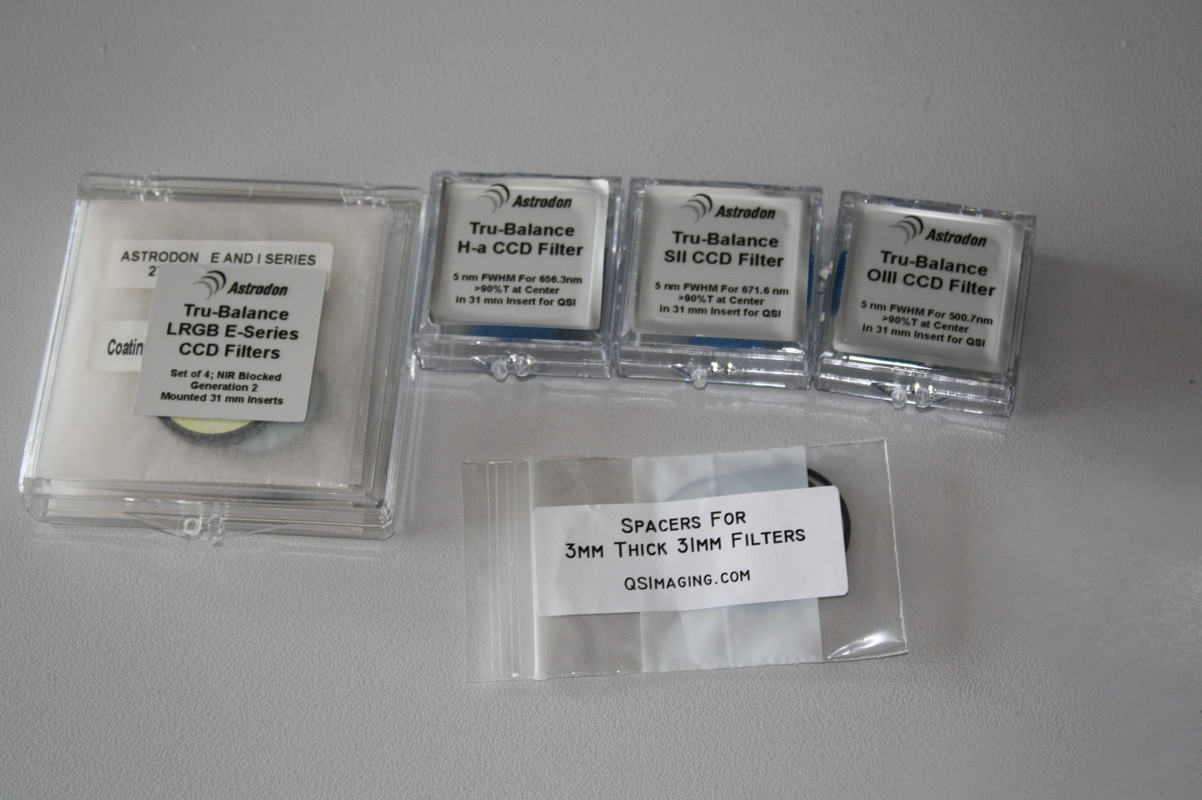 ASTRODON E AND I SERIES
Coatin
Astrodon
Tru-Balance
LRGB E-Series
CCD Filters
Set of 4; NIR Blocked
Generation 2
Mounted 31 mm Inserts
Astrodon
Tru-Balance
H-a CCD Filter
5 nm FWHM For 656.3nm
>90%T at Center
in 31 mm Insert for QSI
Astrodon
Tru-Balance
SII CCD Filter
5 nm FWHM For 671.6 nm
>90%T at Center
in 31 mm Insert for QSI
Astrodon
Tru-Balance
OIII CCD Filter
5 nm FWHM For 500.7nm
>90%T at Center
in 31 mm Insert for QSI
Spacers For
3mm Thick 31mm Filters
QSImaging.com